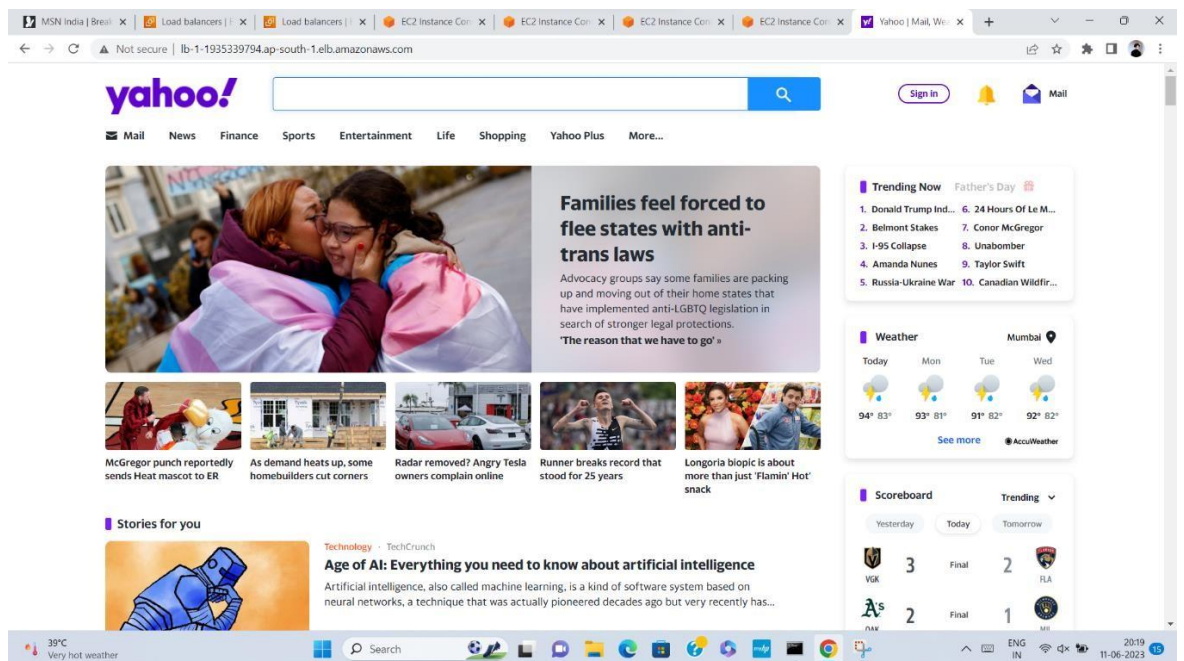 MSN India | Break
Load balancers | E
Load balancers |
EC2 Instance Con
EC2 Instance Con
EC2 Instance Con
EC2 Instance Con
Yahoo | Mail, Wea
Not secure | lb-1-1935339794.ap-south-1.elb.amazonaws.com
yahoo!
Sign in
Mail
Mail News Finance Sports Entertainment Life Shopping Yahoo Plus More...
Families feel forced to
flee states with anti-
trans laws
Advocacy groups say some families are packing
up and moving out of their home states that
have implemented anti-LGBTQ legislation in
search of stronger legal protections.
'The reason that we have to go' »
McGregor punch reportedly
sends Heat mascot to ER
As demand heats up, some
homebuilders cut corners
Radar removed? Angry Tesla
owners complain online
Runner breaks record that
stood for 25 years
Longoria biopic is about
more than just 'Flamin' Hot'
snack
Stories for you
Technology · TechCrunch
Age of AI: Everything you need to know about artificial intelligence
Artificial intelligence, also called machine learning, is a kind of software system based on
neural networks, a technique that was actually pioneered decades ago but very recently has...
Trending Now Father's Day
1. Donald Trump Ind... 6. 24 Hours Of Le M...
2. Belmont Stakes 7. Conor McGregor
3. I-95 Collapse 8. Unabomber
4. Amanda Nunes 9. Taylor Swift
5. Russia-Ukraine War 10. Canadian Wildfir...
Weather Mumbai
Today Mon Tue Wed
94° 83° 93° 81° 91° 82° 92° 82°
See more AccuWeather
Scoreboard Trending
Yesterday Today Tomorrow
VGK 3 Final 2 FLA
A's OAK 2 Final 1 MIL
39°C
Very hot weather
Search
ENG
IN
20:19
11-06-2023
15